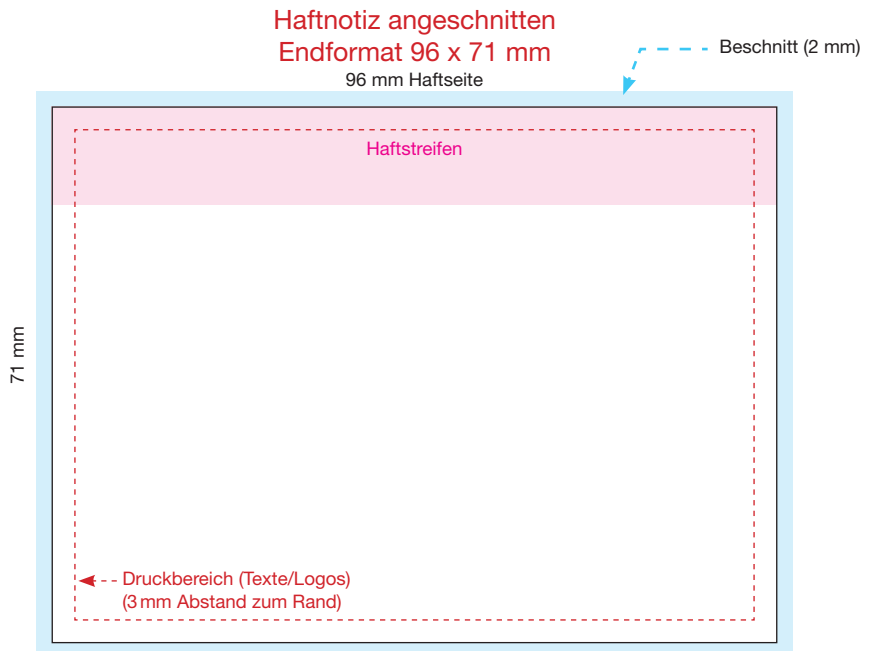 Haftnotiz angeschnitten
Endformat 96 x 71 mm
96 mm Haftseite
Beschnitt (2 mm)
Haftstreifen
71 mm
Druckbereich (Texte/Logos)
(3 mm Abstand zum Rand)